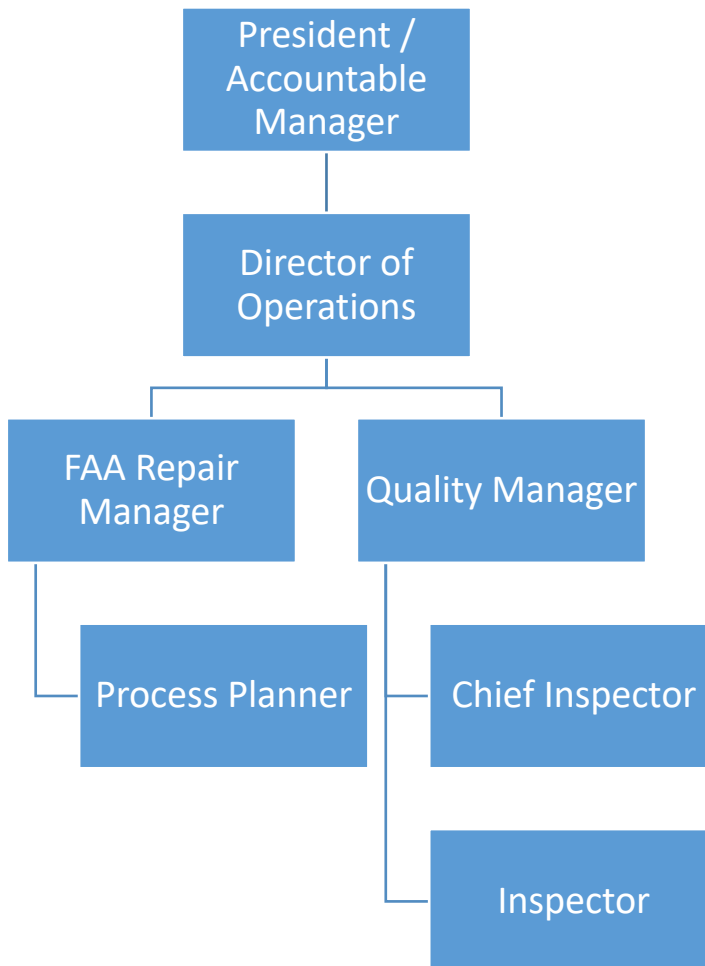 President /
Accountable
Manager
Director of
Operations
FAA Repair
Manager
Quality Manager
Process Planner
Chief Inspector
Inspector